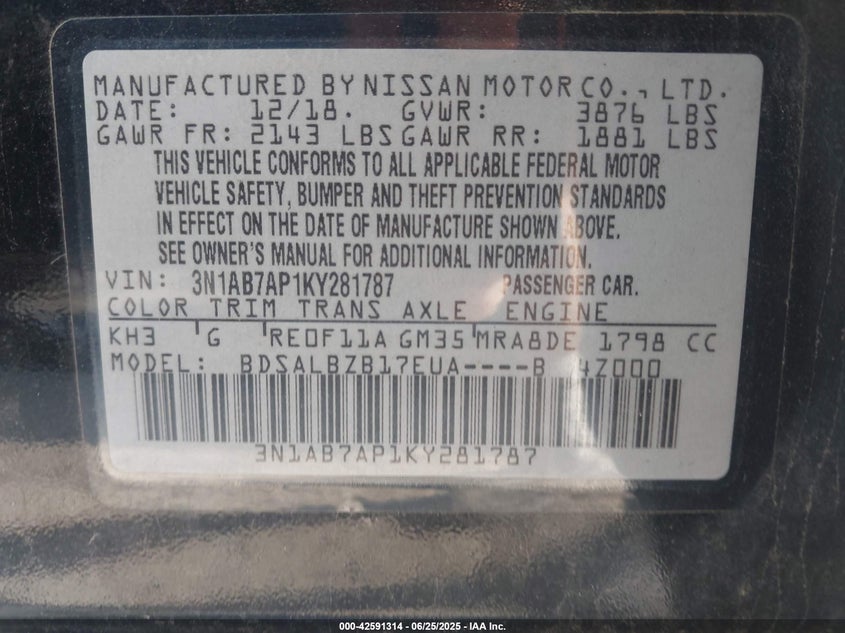 MANUFACTURED BY NISSAN MOTOR CO., LTD.
DATE: 12/18. GVWR: 3876 LBS
GAWR FR: 2143 LBS GAWR RR: 1881 LBS
THIS VEHICLE CONFORMS TO ALL APPLICABLE FEDERAL MOTOR
VEHICLE SAFETY, BUMPER AND THEFT PREVENTION STANDARDS
IN EFFECT ON THE DATE OF MANUFACTURE SHOWN ABOVE.
SEE OWNER'S MANUAL FOR ADDITIONAL INFORMATION.
VIN: 3N1AB7AP1KY281787 PASSENGER CAR.
COLOR TRIM TRANS AXLE ENGINE
KH3 'G 'RE0F11A GM35 MRA8DE 1798 CC
MODEL: BDSALBZB17EUA----B 4Z000
3N1AB7AP1KY281787
000-42591314 - 06/25/2025 - IAA Inc.